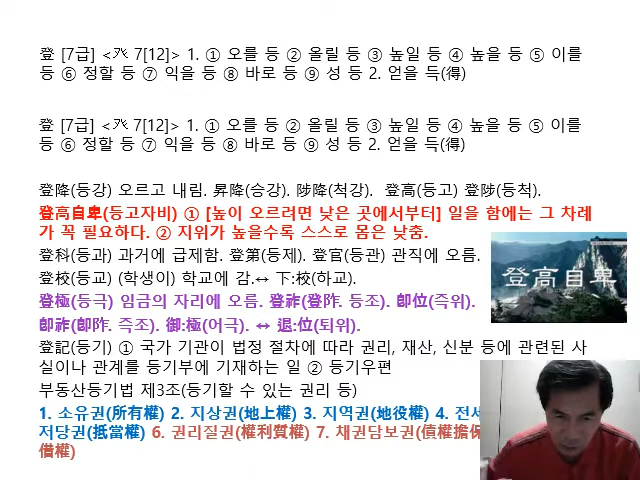 登 [7급] <癶 7[12]> 1. ① 오를 등 ② 올릴 등 ③ 높일 등 ④ 높을 등 ⑤ 이를
등 ⑥ 정할 등 ⑦ 익을 등 ⑧ 바로 등 ⑨ 성 등 2. 얻을 득(得)
登 [7급] <癶 7[12]> 1. ① 오를 등 ② 올릴 등 ③ 높일 등 ④ 높을 등 ⑤ 이를
등 ⑥ 정할 등 ⑦ 익을 등 ⑧ 바로 등 ⑨ 성 등 2. 얻을 득(得)
登降(등강) 오르고 내림. 昇降(승강). 陟降(척강). 登高(등고) 登陟(등척).
登高自卑(등고자비) ① [높이 오르려면 낮은 곳에서부터] 일을 함에는 그 차례
가 꼭 필요하다. ② 지위가 높을수록 스스로 몸은 낮춤.
登科(등과) 과거에 급제함. 登第(등제). 登官(등관) 관직에 오름.
登校(등교) (학생이) 학교에 감.↔ 下:校(하교).
登極(등극) 임금의 자리에 오름. 登祚(登阼. 등조). 卽位(즉위).
卽祚(卽阼. 즉조). 御:極(어극). ↔ 退:位(퇴위).
登記(등기) ① 국가 기관이 법정 절차에 따라 권리, 재산, 신분 등에 관련된 사
실이나 관계를 등기부에 기재하는 일 ② 등기우편
부동산등기법 제3조(등기할 수 있는 권리 등)
1. 소유권(所有權) 2. 지상권(地上權) 3. 지역권(地役權) 4. 전세
저당권(抵當權) 6. 권리질권(權利質權) 7. 채권담보권(債權擔保
借權)
登高自卑